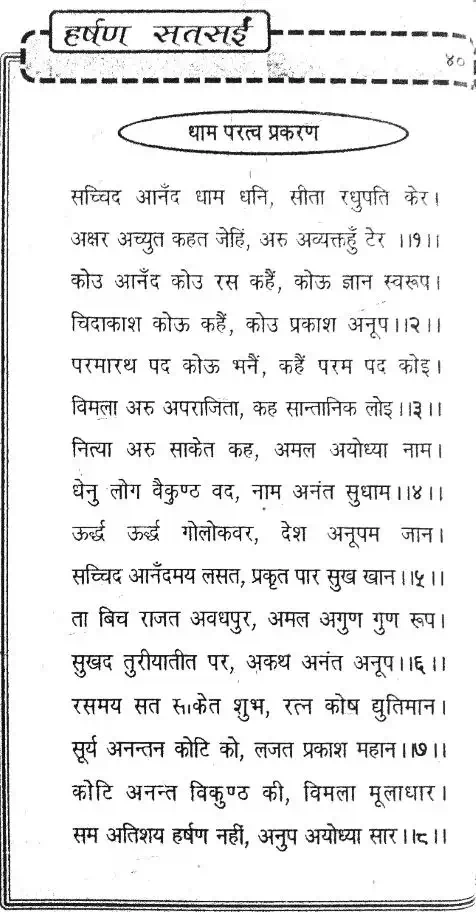 हर्षण सतसई
४०
धाम परत्व प्रकरण
सच्चिद आनँद धाम धनि, सीता रधुपति केर।
अक्षर अच्युत कहत जेहिं, अरु अव्यक्तहुँ टेर ।।१।।
कोउ आनँद कोउ रस कहैं, कोऊ ज्ञान स्वरूप।
चिदाकाश कोऊ कहैं, कोउ प्रकाश अनूप।।२।।
परमारथ पद कोऊ भनैं, कहैं परम पद कोइ।
विमला अरु अपराजिता, कह सान्तानिक लोइ।।३।।
नित्या अरु साकेत कह, अमल अयोध्या नाम।
धेनु लोग वैकुण्ठ वद, नाम अनंत सुधाम।।४।।
ऊर्द्ध ऊर्द्ध गोलोकवर, देश अनूपम जान।
सच्चिद आनँदमय लसत, प्रकृत पार सुख खान।।५।।
ता बिच राजत अवधपुर, अमल अगुण गुण रूप।
सुखद तुरीयातीत पर, अकथ अनंत अनूप।।६।।
रसमय सत साकेत शुभ, रत्न कोष द्युतिमान।
सूर्य अनन्तन कोटि को, लजत प्रकाश महान।।७।।
कोटि अनन्त विकुण्ठ की, विमला मूलाधार।
सम अतिशय हर्षण नहीं, अनुप अयोध्या सार।।८।।